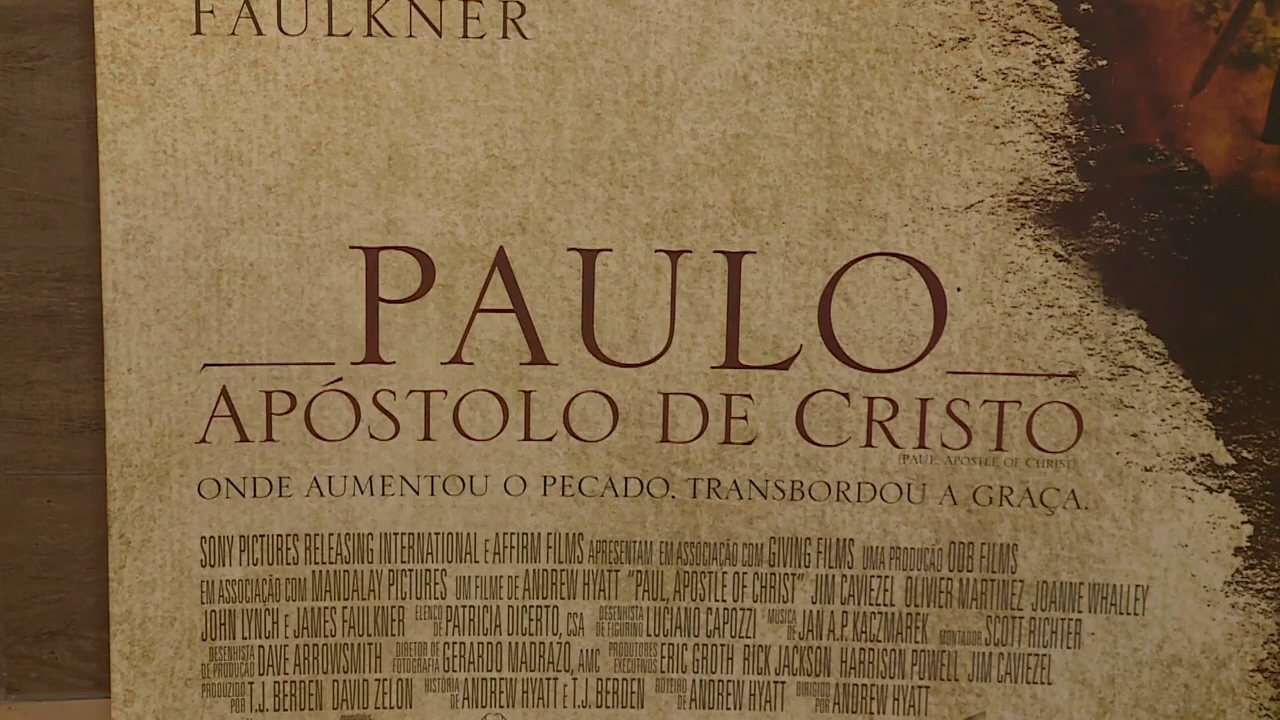 FAULKNER
PAULO
APÓSTOLO DE CRISTO
(PAUL, APOSTLE OF CHRIST)
ONDE AUMENTOU O PECADO, TRANSBORDOU A GRAÇA.
SONY PICTURES RELEASING INTERNATIONAL E AFFIRM FILMS APRESENTAM EM ASSOCIAÇÃO COM GIVING FILMS UMA PRODUÇÃO ODB FILMS
EM ASSOCIAÇÃO COM MANDALAY PICTURES UM FILME DE ANDREW HYATT "PAUL, APOSTLE OF CHRIST" JIM CAVIEZEL OLIVIER MARTINEZ JOANNE WHALLEY
JOHN LYNCH E JAMES FAULKNER ELENCO DE PATRICIA DICERTO, CSA DESENHISTA DE FIGURINO LUCIANO CAPOZZI MÚSICA DE JAN A.P. KACZMAREK MONTADOR SCOTT RICHTER
DESENHISTA DE PRODUÇÃO DAVE ARROWSMITH DIRETOR DE FOTOGRAFIA GERARDO MADRAZO, AMC PRODUTORES EXECUTIVOS ERIC GROTH RICK JACKSON HARRISON POWELL JIM CAVIEZEL
PRODUZIDO POR T.J. BERDEN DAVID ZELON HISTÓRIA DE ANDREW HYATT E T.J. BERDEN ROTEIRO DE ANDREW HYATT DIRIGIDO POR ANDREW HYATT